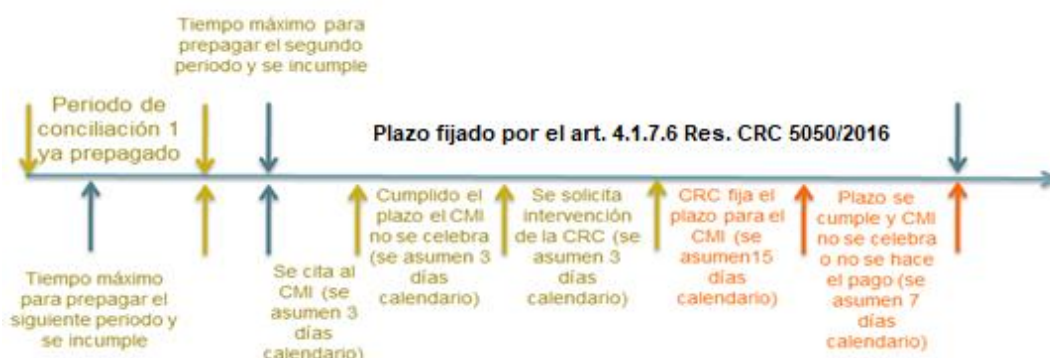 Tiempo máximo para
prepagar el segundo
periodo y se incumple
Periodo de
conciliación 1
ya prepagado
Plazo fijado por el art. 4.1.7.6 Res. CRC 5050/2016
Tiempo máximo
para prepagar el
siguiente periodo y
se incumple
Se cita al
CMI (se
asumen 3
días
calendario)
Cumplido el
plazo el CMI
no se celebra
(se asumen 3
días
calendario)
Se solicita
intervención
de la CRC (se
asumen 3
días
calendario)
CRC fija el
plazo para el
CMI (se
asumen15
días
calendario)
Plazo se
cumple y CMI
no se celebra
o no se hace
el pago (se
asumen 7
días
calendario)